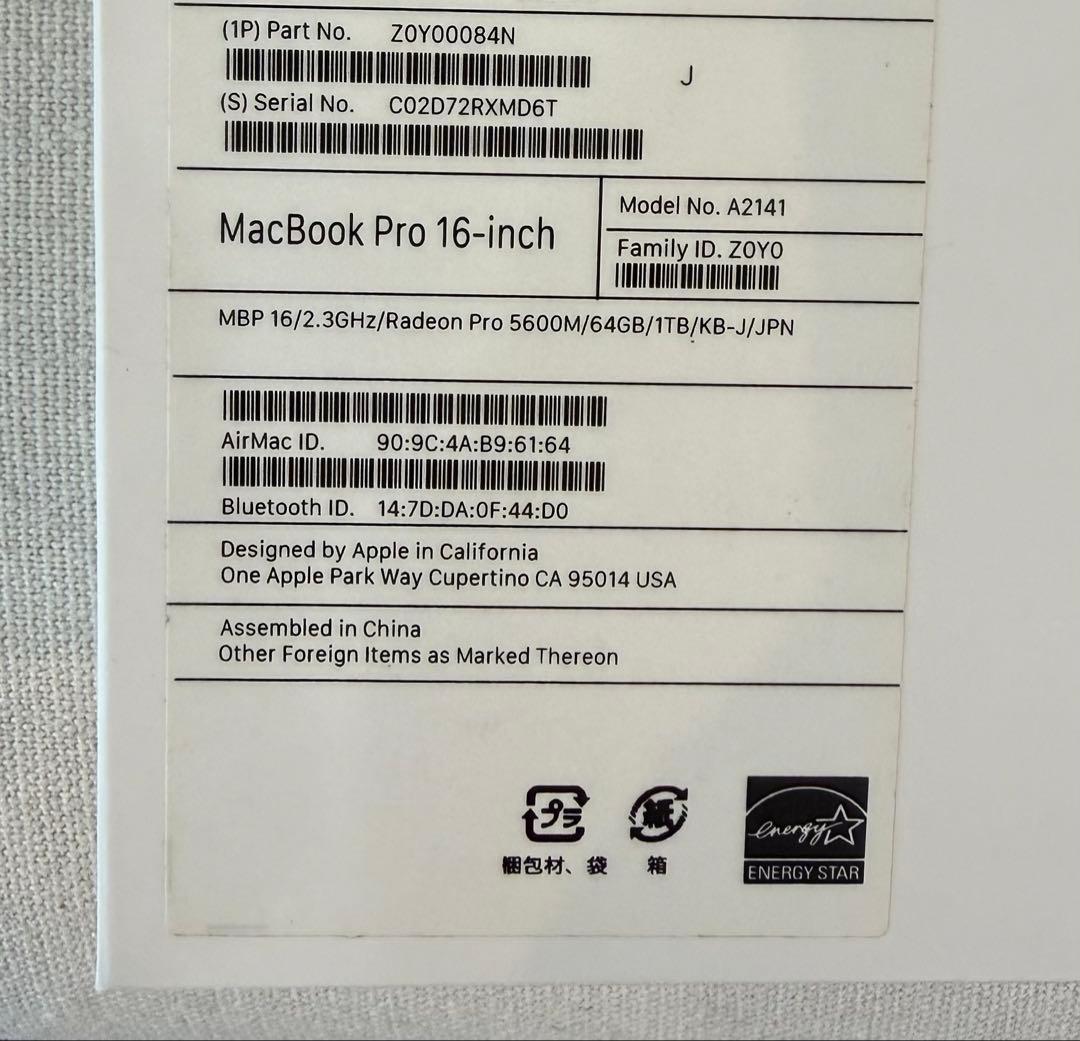 (1P) Part No. Z0Y00084N
J
(S) Serial No. C02D72RXMD6T
MacBook Pro 16-inch
Model No. A2141
Family ID. Z0Y0
MBP 16/2.3GHz/Radeon Pro 5600M/64GB/1TB/KB-J/JPN
AirMac ID. 90:9C:4A:B9:61:64
Bluetooth ID. 14:7D:DA:0F:44:D0
Designed by Apple in California
One Apple Park Way Cupertino CA 95014 USA
Assembled in China
Other Foreign Items as Marked Thereon
プラ
紙
energy
梱包材、袋
箱
ENERGY STAR